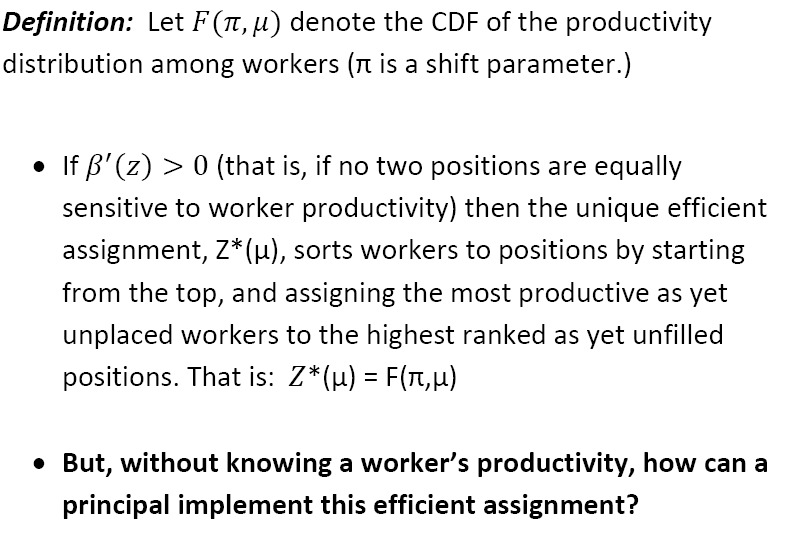 Definition: Let F(π, μ) denote the CDF of the productivity
distribution among workers (π is a shift parameter.)
• If β′(z) > 0 (that is, if no two positions are equally
sensitive to worker productivity) then the unique efficient
assignment, Z*(μ), sorts workers to positions by starting
from the top, and assigning the most productive as yet
unplaced workers to the highest ranked as yet unfilled
positions. That is: Z*(μ) = F(π,μ)
• But, without knowing a worker’s productivity, how can a
principal implement this efficient assignment?